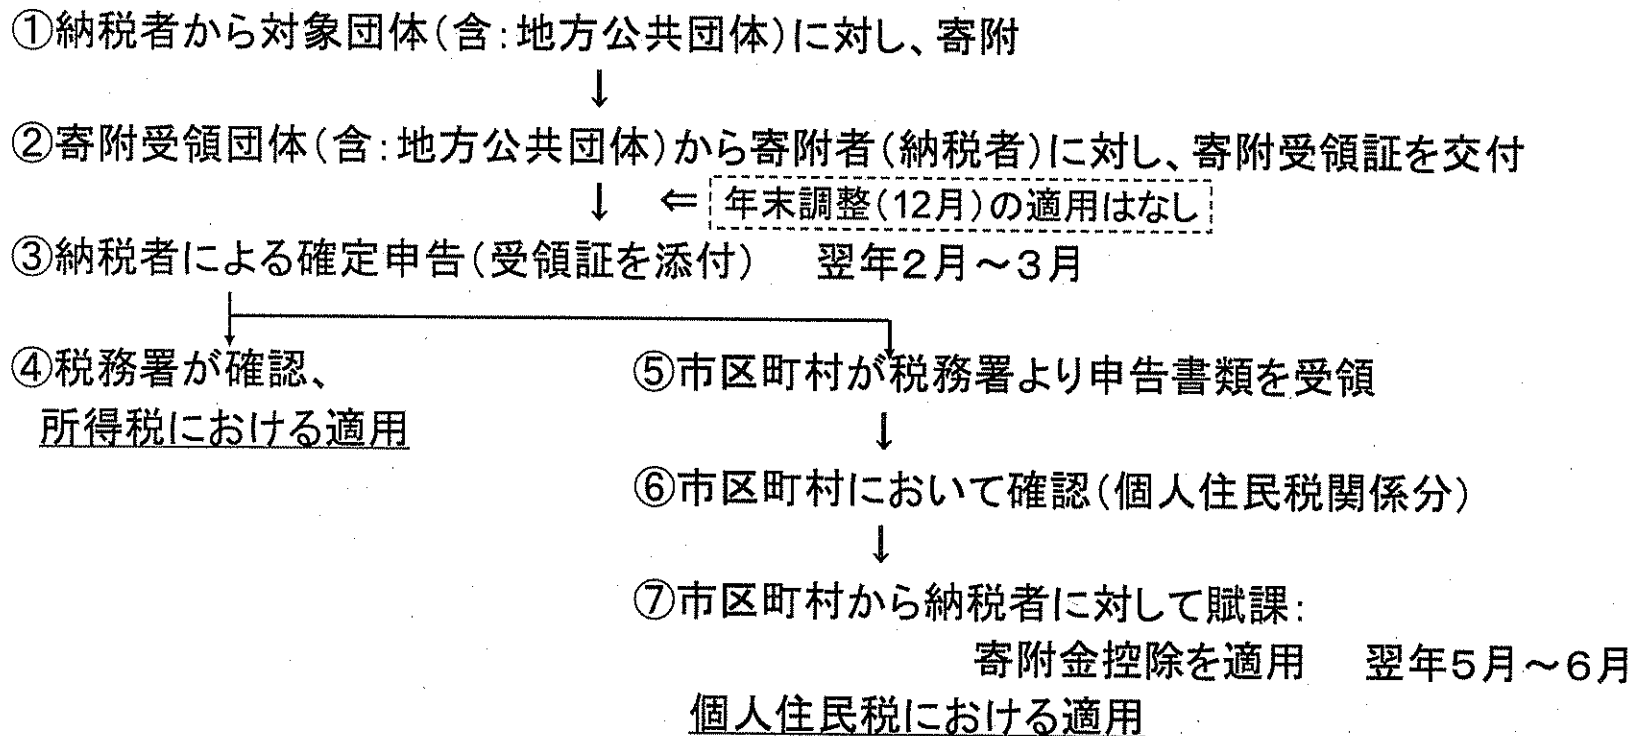 ①納税者から対象団体(含:地方公共団体)に対し、寄附
↓
②寄附受領団体(含:地方公共団体)から寄附者(納税者)に対し、寄附受領証を交付
↓ ⇐ 年末調整(12月)の適用はなし
③納税者による確定申告(受領証を添付) 翌年2月～3月
④税務署が確認、
所得税における適用
⑤市区町村が税務署より申告書類を受領
↓
⑥市区町村において確認(個人住民税関係分)
↓
⑦市区町村から納税者に対して賦課:
寄附金控除を適用 翌年5月～6月
個人住民税における適用